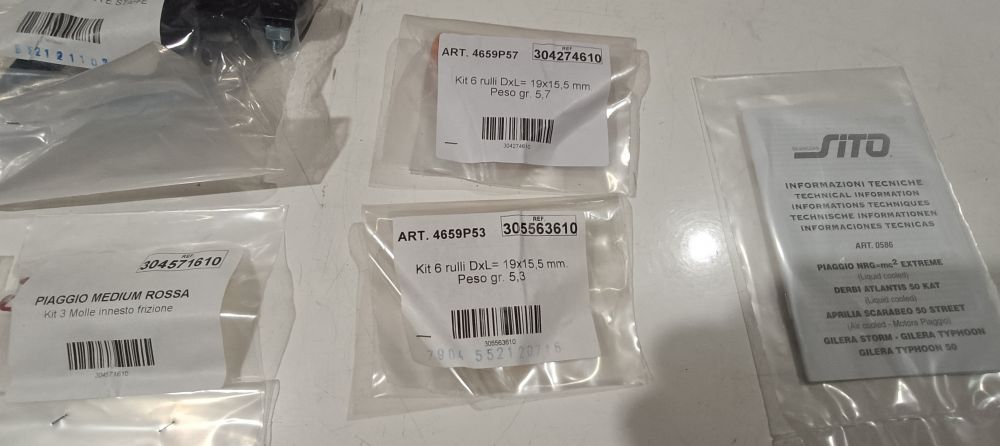 55212110
ART. 4659P57
REF.
304274610
Kit 6 rulli DxL= 19x15,5 mm
Peso gr. 5,7
304274610
REF.
304571610
PIAGGIO MEDIUM ROSSA
Kit 3 Molle innesto frizione
304571610
ART. 4659P53
REF.
305563610
Kit 6 rulli DxL= 19x15,5 mm.
Peso gr. 5,3
305563610
7904 552120716
SITO
INFORMAZIONI TECNICHE
TECHNICAL INFORMATION
INFORMATIONS TECHNIQUES
TECHNISCHE INFORMATIONEN
INFORMACIONES TECNICAS
ART. 0586
PIAGGIO NRG=mc² EXTREME
(Liquid cooled)
DERBI ATLANTIS 50 KAT
(Liquid cooled)
APRILIA SCARABEO 50 STREET
(Air cooled - Motore Piaggio)
GILERA STORM - GILERA TYPHOON
GILERA TYPHOON 50